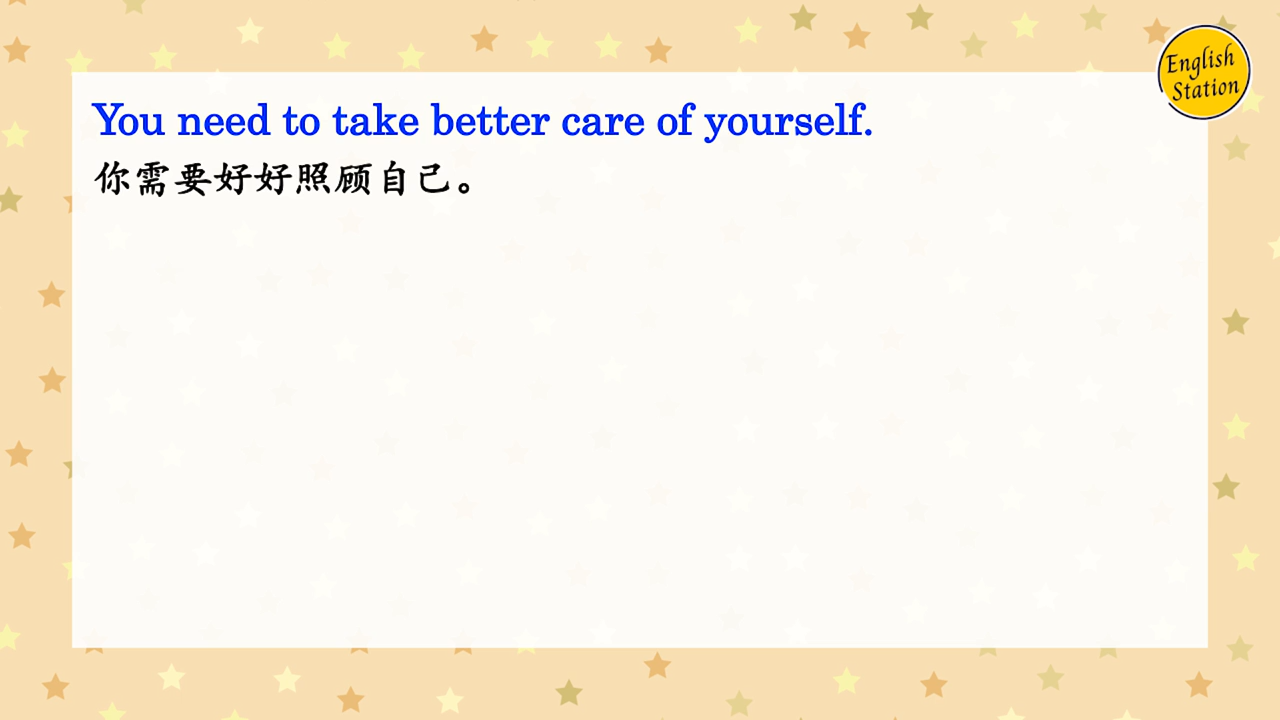 English
Station
You need to take better care of yourself.
你需要好好照顾自己。